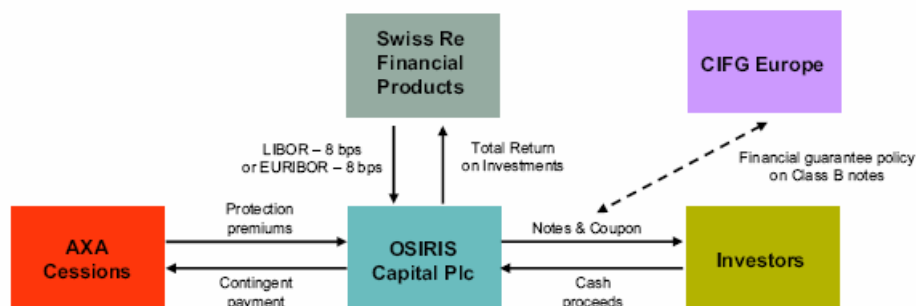 Swiss Re
Financial
Products
CIFG Europe
LIBOR – 8 bps
or EURIBOR – 8 bps
Total Return
on Investments
Financial guarantee policy
on Class B notes
Protection
premiums
Notes & Coupon
AXA
Cessions
OSIRIS
Capital Plc
Investors
Contingent
payment
Cash
proceeds